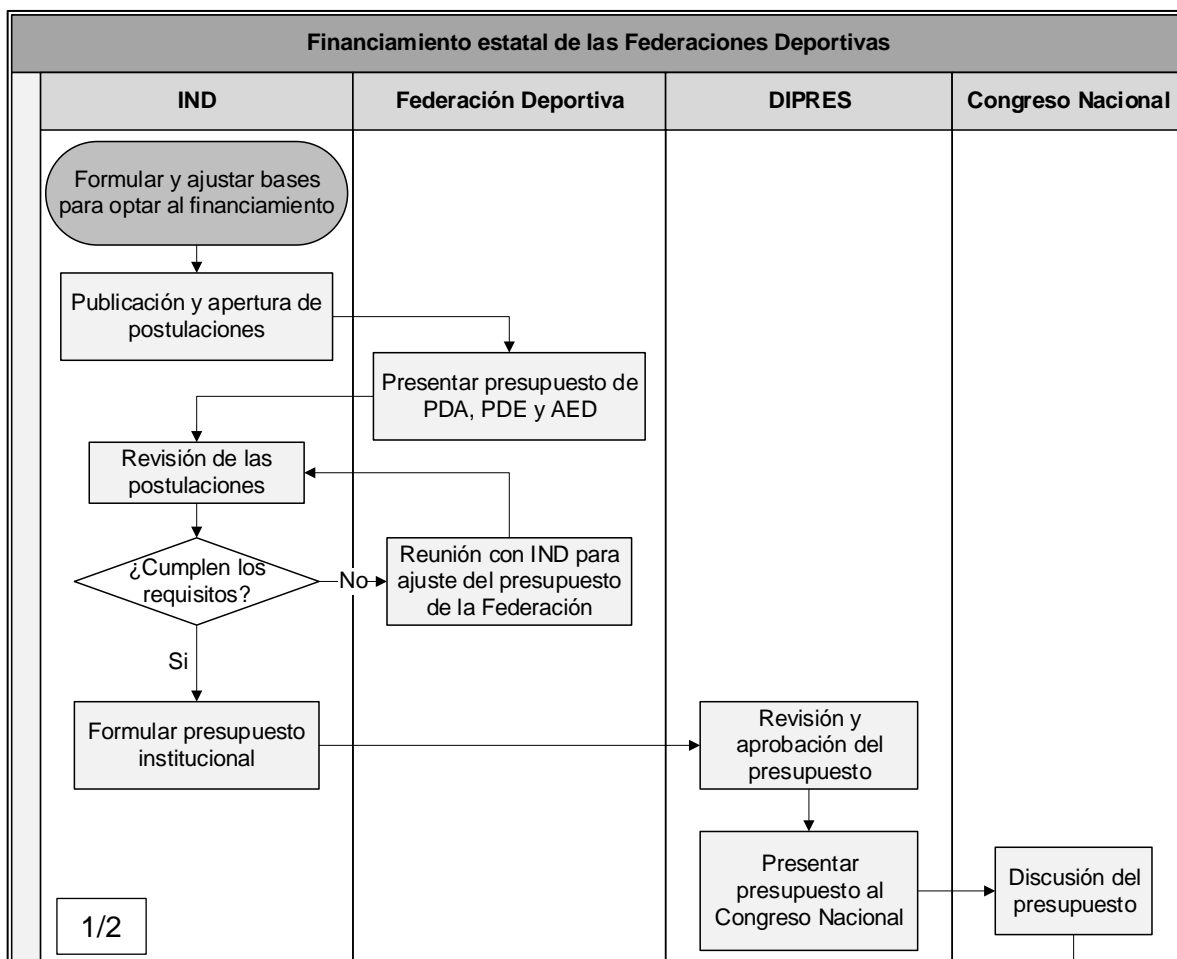 Financiamiento estatal de las Federaciones Deportivas
IND
Federación Deportiva
DIPRES
Congreso Nacional
Formular y ajustar bases
para optar al financiamiento
Publicación y apertura de
postulaciones
Presentar presupuesto de
PDA, PDE y AED
Revisión de las
postulaciones
¿Cumplen los
requisitos?
No
Reunión con IND para
ajuste del presupuesto
de la Federación
Si
Formular presupuesto
institucional
Revisión y
aprobación del
presupuesto
Presentar
presupuesto al
Congreso Nacional
Discusión del
presupuesto
1/2